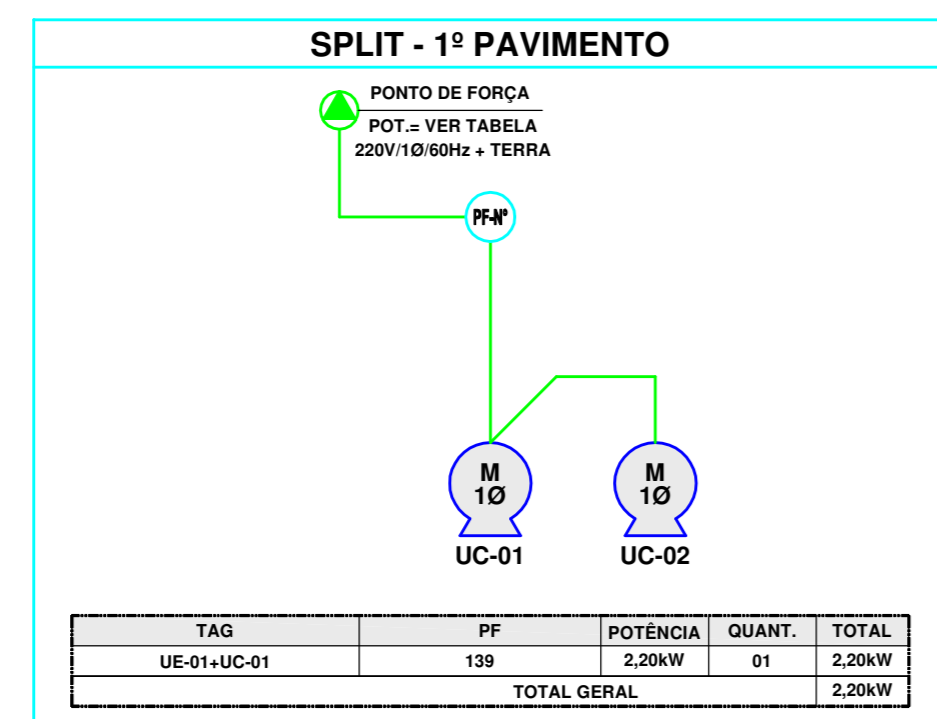 SPLIT - 1º PAVIMENTO
PONTO DE FORÇA
POT.= VER TABELA
220V/1Ø/60Hz + TERRA
PF-Nº
M
1Ø
UC-01
M
1Ø
UC-02
TAG PF POTÊNCIA QUANT. TOTAL
UE-01+UC-01 139 2,20kW 01 2,20kW
TOTAL GERAL 2,20kW